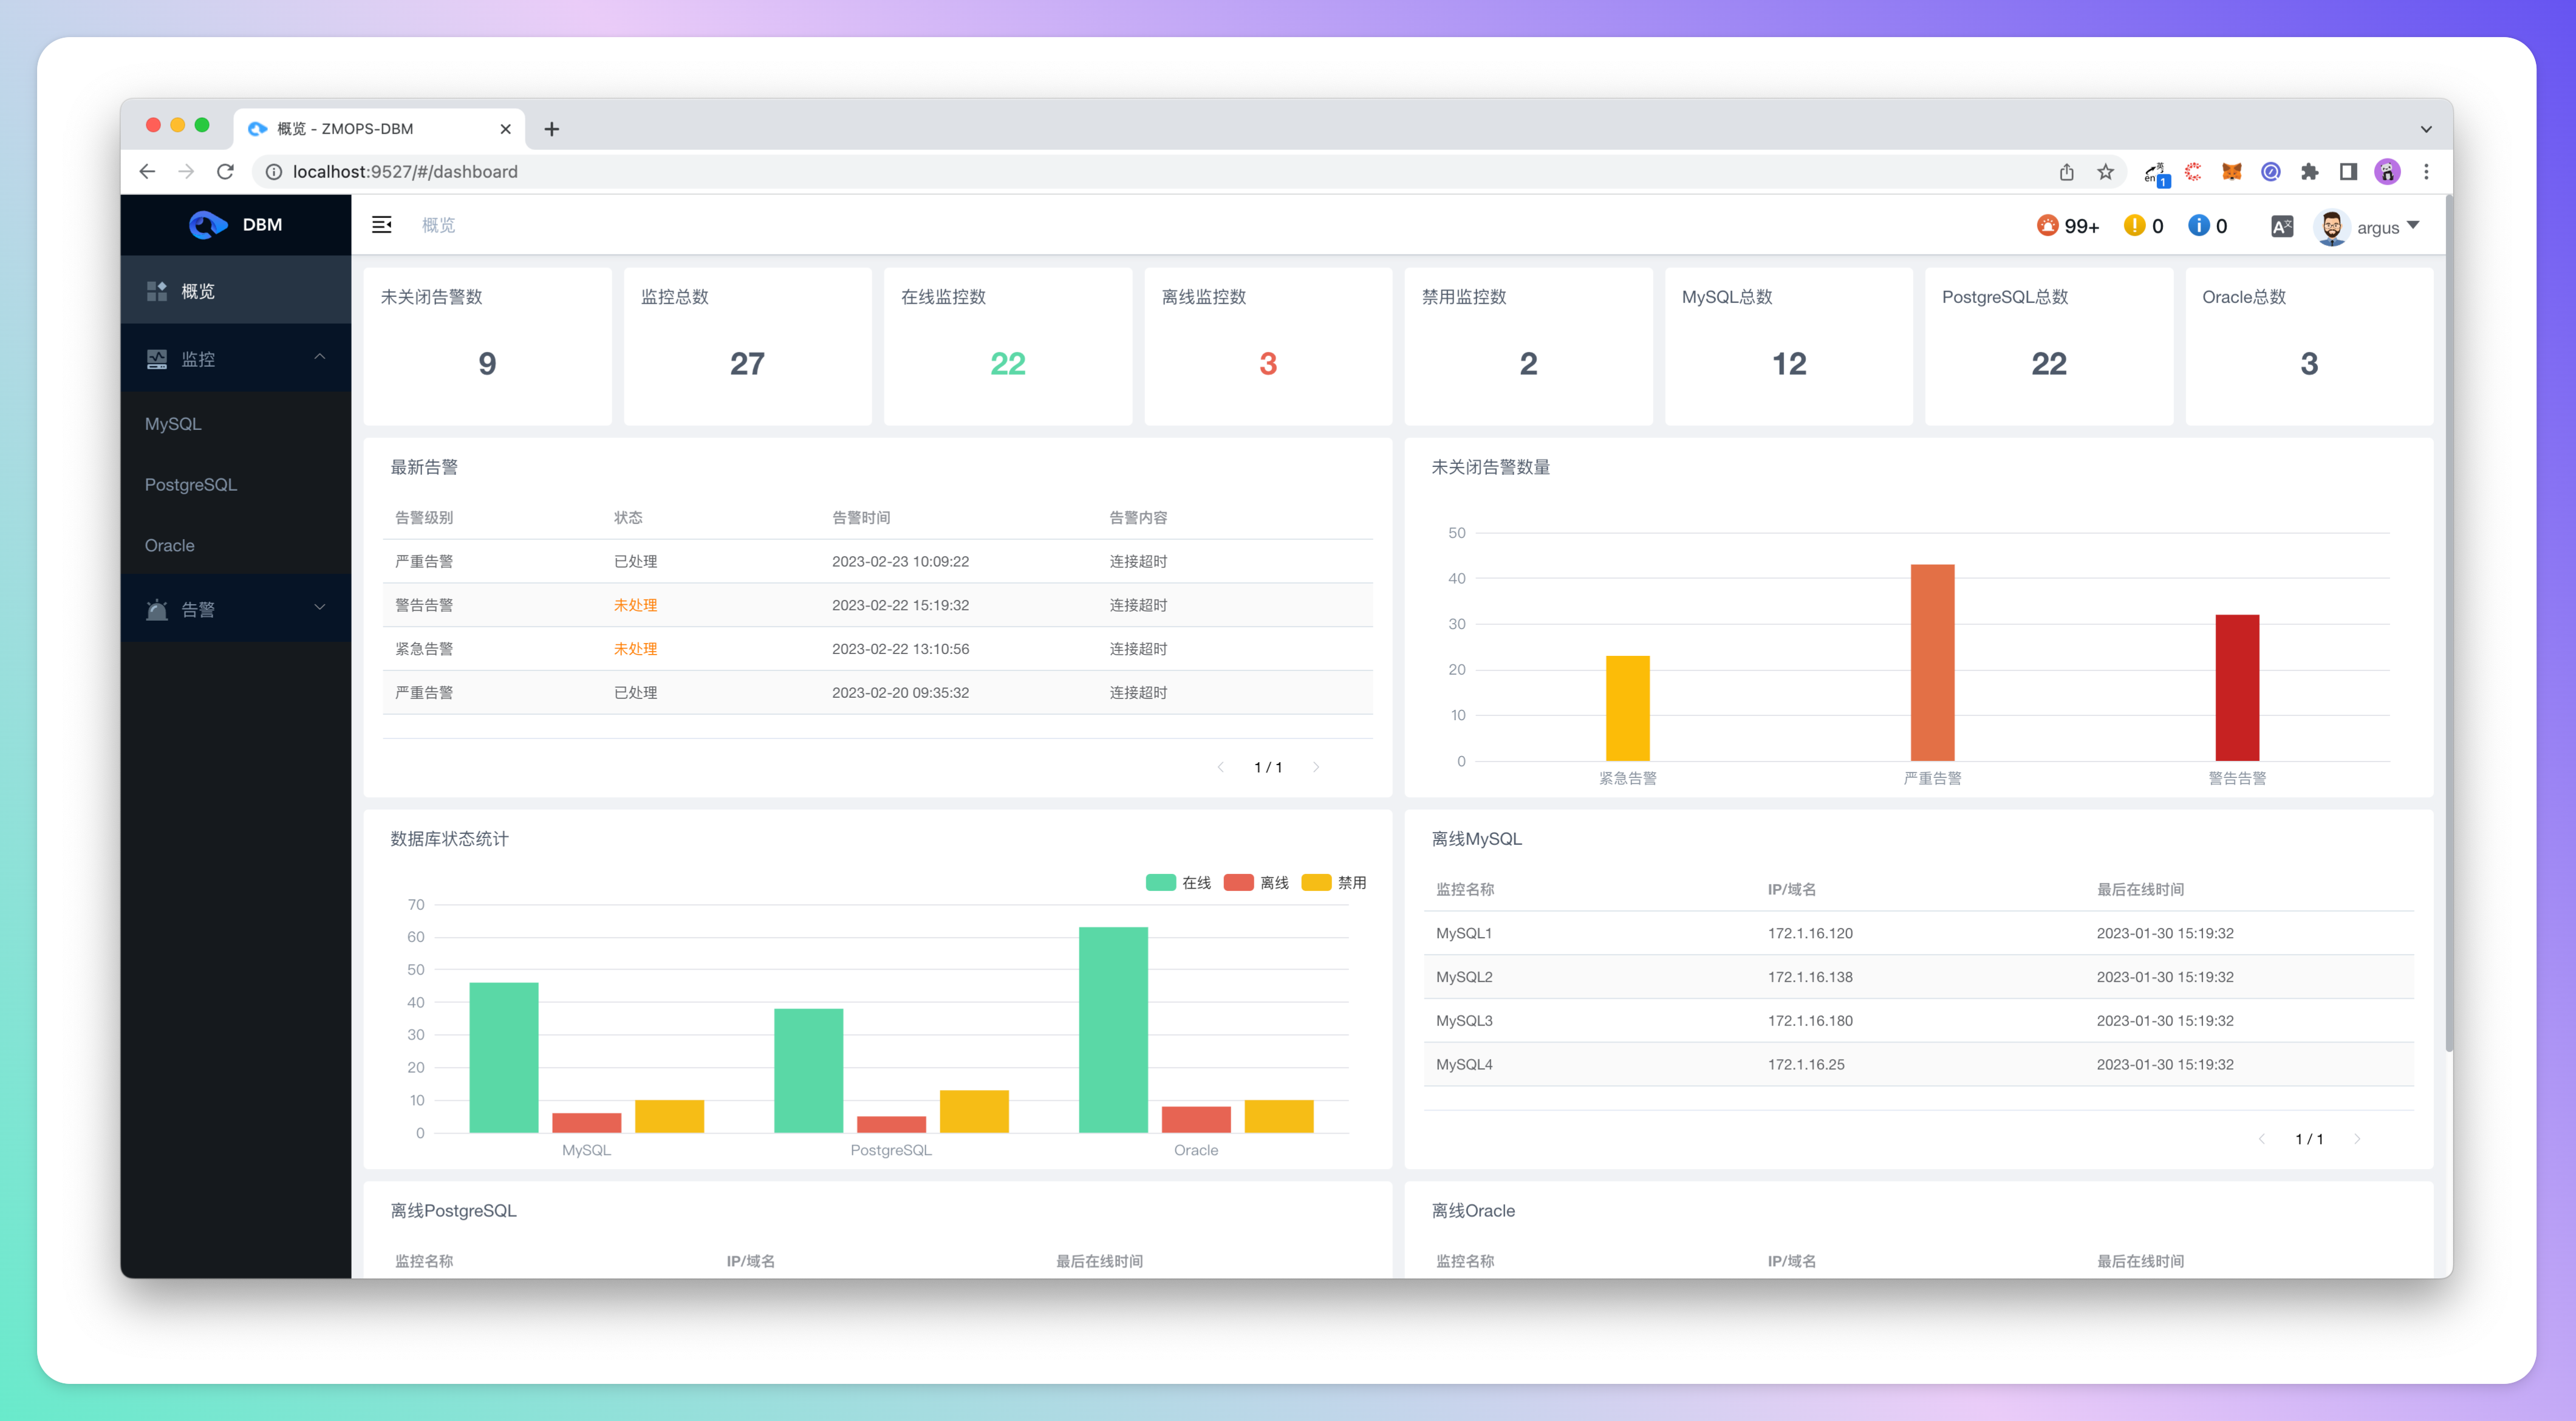 概览 - ZMOPS-DBM
localhost:9527/#/dashboard
英
en
1
DBM
概览
99+
0
0
A文
argus
概览
监控
MySQL
PostgreSQL
Oracle
告警
未关闭告警数
9
监控总数
27
在线监控数
22
离线监控数
3
禁用监控数
2
MySQL总数
12
PostgreSQL总数
22
Oracle总数
3
最新告警
告警级别 状态 告警时间 告警内容
严重告警 已处理 2023-02-23 10:09:22 连接超时
警告告警 未处理 2023-02-22 15:19:32 连接超时
紧急告警 未处理 2023-02-22 13:10:56 连接超时
严重告警 已处理 2023-02-20 09:35:32 连接超时
1 / 1
未关闭告警数量
50
40
30
20
10
0
紧急告警 严重告警 警告告警
数据库状态统计
在线 离线 禁用
70
60
50
40
30
20
10
0
MySQL PostgreSQL Oracle
离线MySQL
监控名称 IP/域名 最后在线时间
MySQL1 172.1.16.120 2023-01-30 15:19:32
MySQL2 172.1.16.138 2023-01-30 15:19:32
MySQL3 172.1.16.180 2023-01-30 15:19:32
MySQL4 172.1.16.25 2023-01-30 15:19:32
1 / 1
离线PostgreSQL
监控名称 IP/域名 最后在线时间
离线Oracle
监控名称 IP/域名 最后在线时间